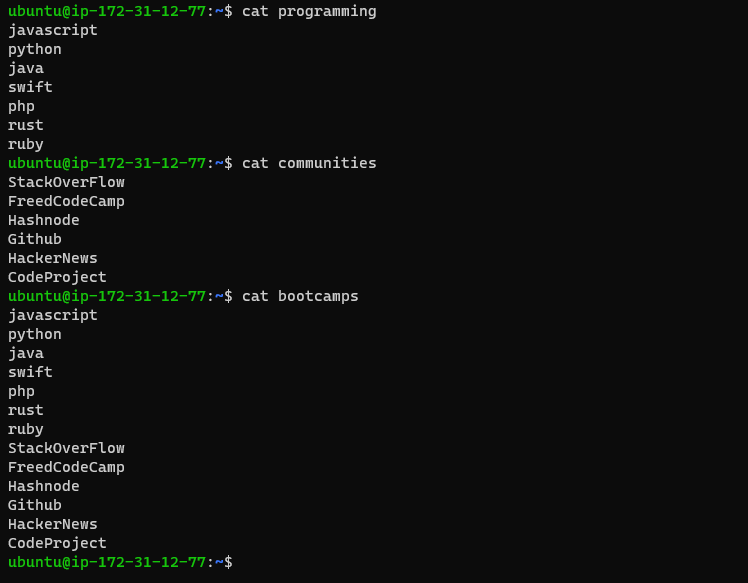 ubuntu@ip-172-31-12-77:~$ cat programming
javascript
python
java
swift
php
rust
ruby
ubuntu@ip-172-31-12-77:~$ cat communities
StackOverFlow
FreedCodeCamp
Hashnode
Github
HackerNews
CodeProject
ubuntu@ip-172-31-12-77:~$ cat bootcamps
javascript
python
java
swift
php
rust
ruby
StackOverFlow
FreedCodeCamp
Hashnode
Github
HackerNews
CodeProject
ubuntu@ip-172-31-12-77:~$